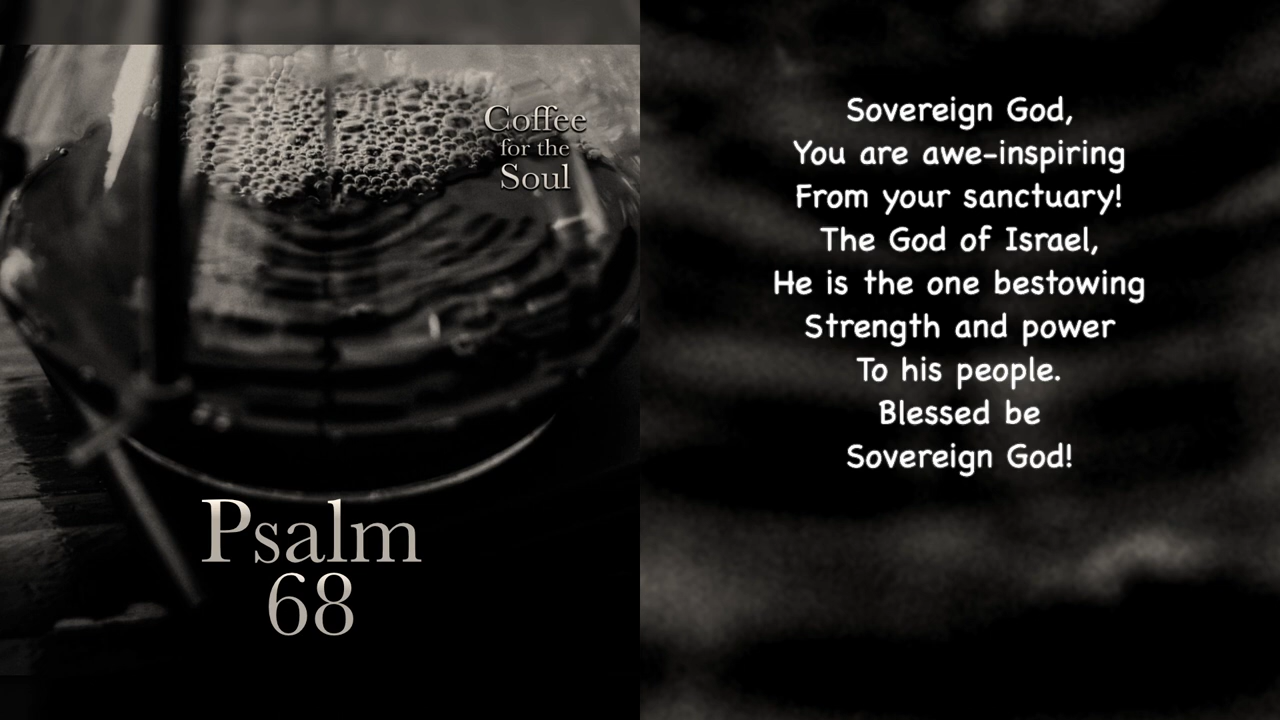 Coffee
for the
Soul
Psalm
68
Sovereign God,
You are awe-inspiring
From your sanctuary!
The God of Israel,
He is the one bestowing
Strength and power
To his people.
Blessed be
Sovereign God!